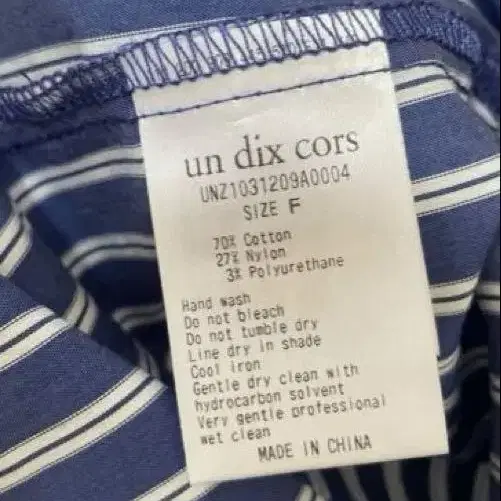 un dix cors
UNZ1031209A0004
SIZE F
70% Cotton
27% Nylon
3% Polyurethane
Hand wash
Do not bleach
Do not tumble dry
Line dry in shade
Cool iron
Gentle dry clean with
hydrocarbon solvent
Very gentle professional
wet clean
MADE IN CHINA